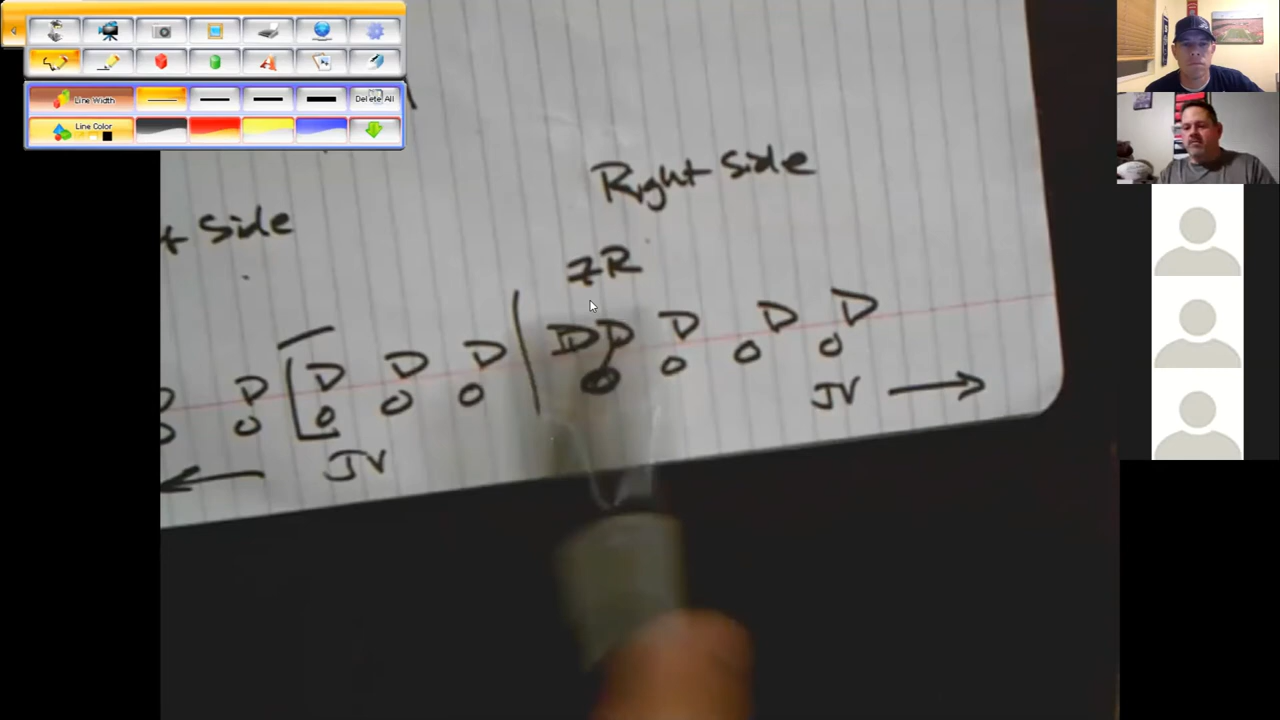 Line Width
Delete All
Line Color
Right Side
t Side
ZR
D D D D D D D D D D
O O O O O O O O O
JV →
← JV